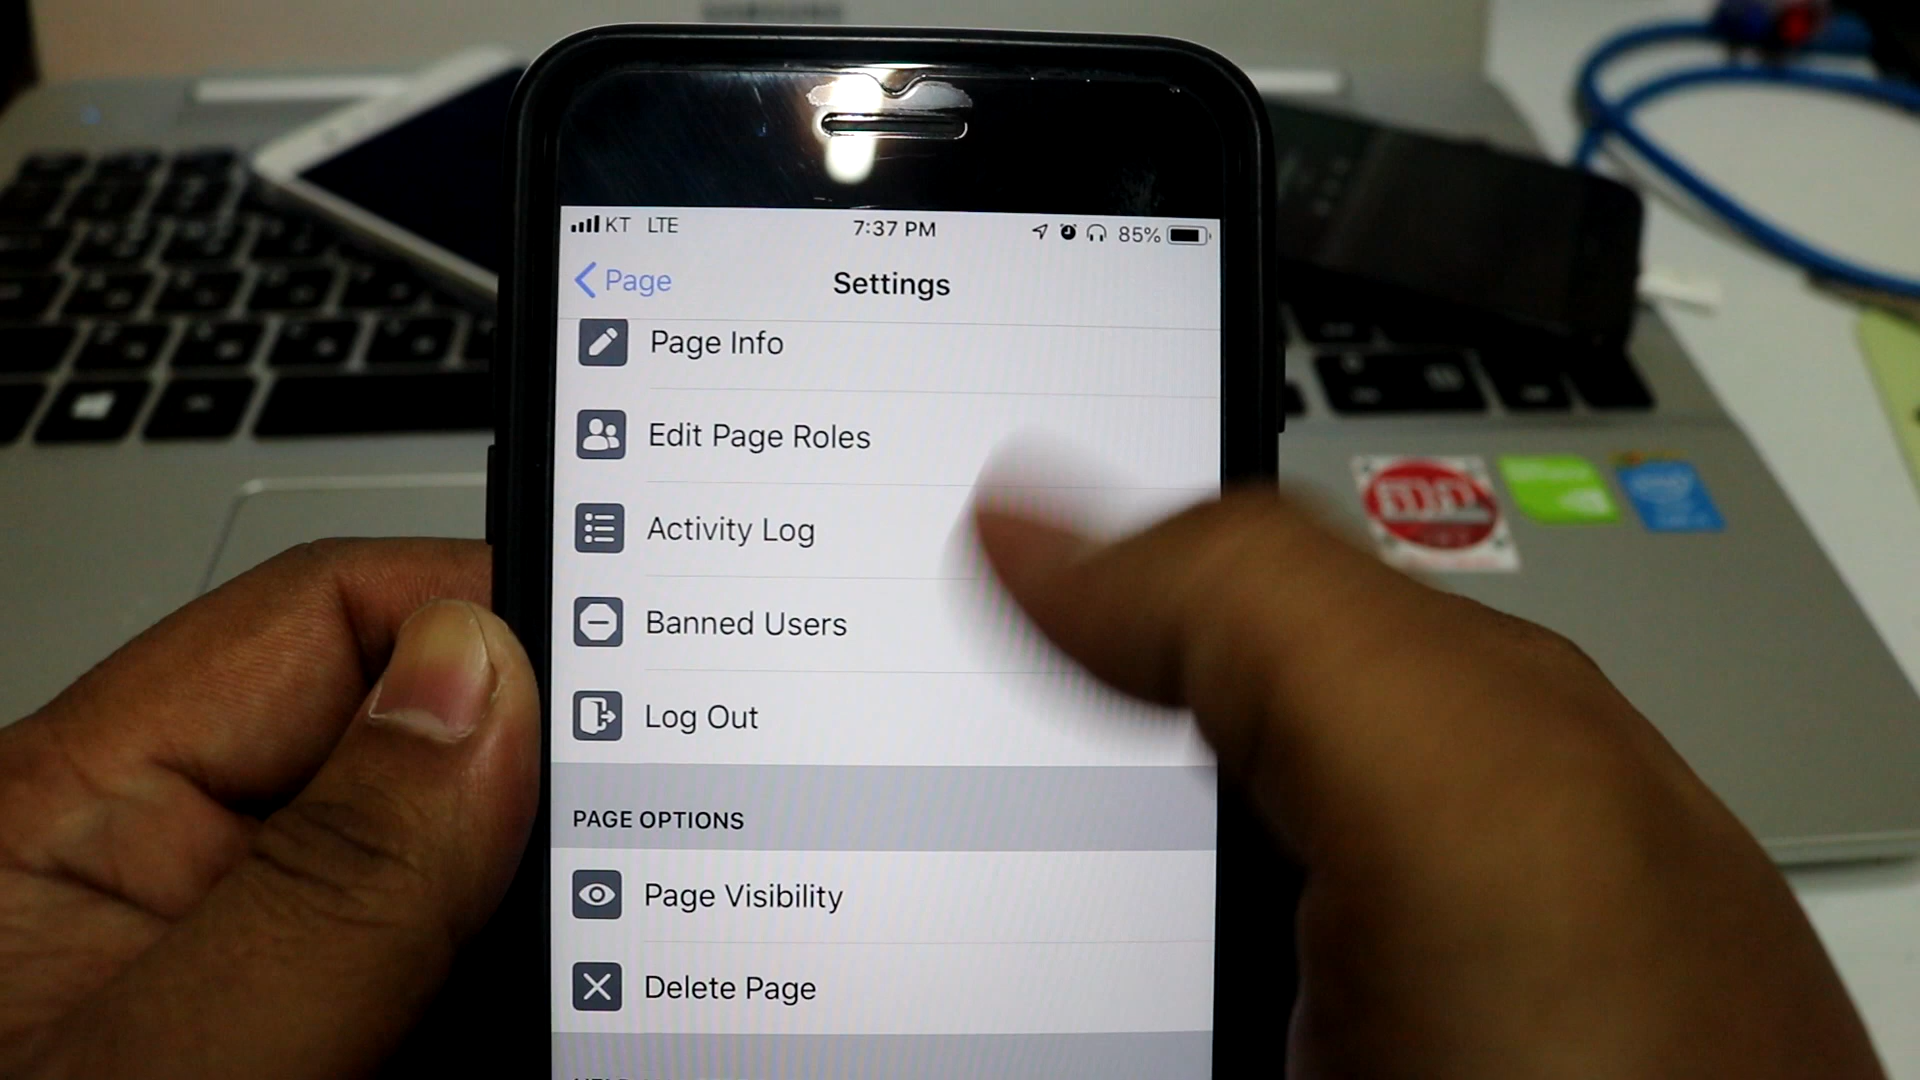 KT LTE 7:37 PM 85%
Page Settings
Page Info
Edit Page Roles
Activity Log
Banned Users
Log Out
PAGE OPTIONS
Page Visibility
Delete Page